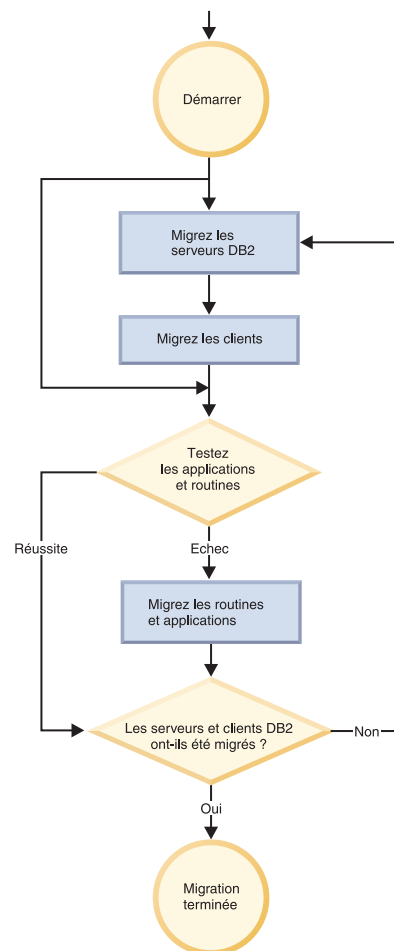 Démarrer
Migrez les
serveurs DB2
Migrez les clients
Testez
les applications
et routines
Réussite
Echec
Migrez les routines
et applications
Les serveurs et clients DB2
ont-ils été migrés ?
Non
Oui
Migration
terminée